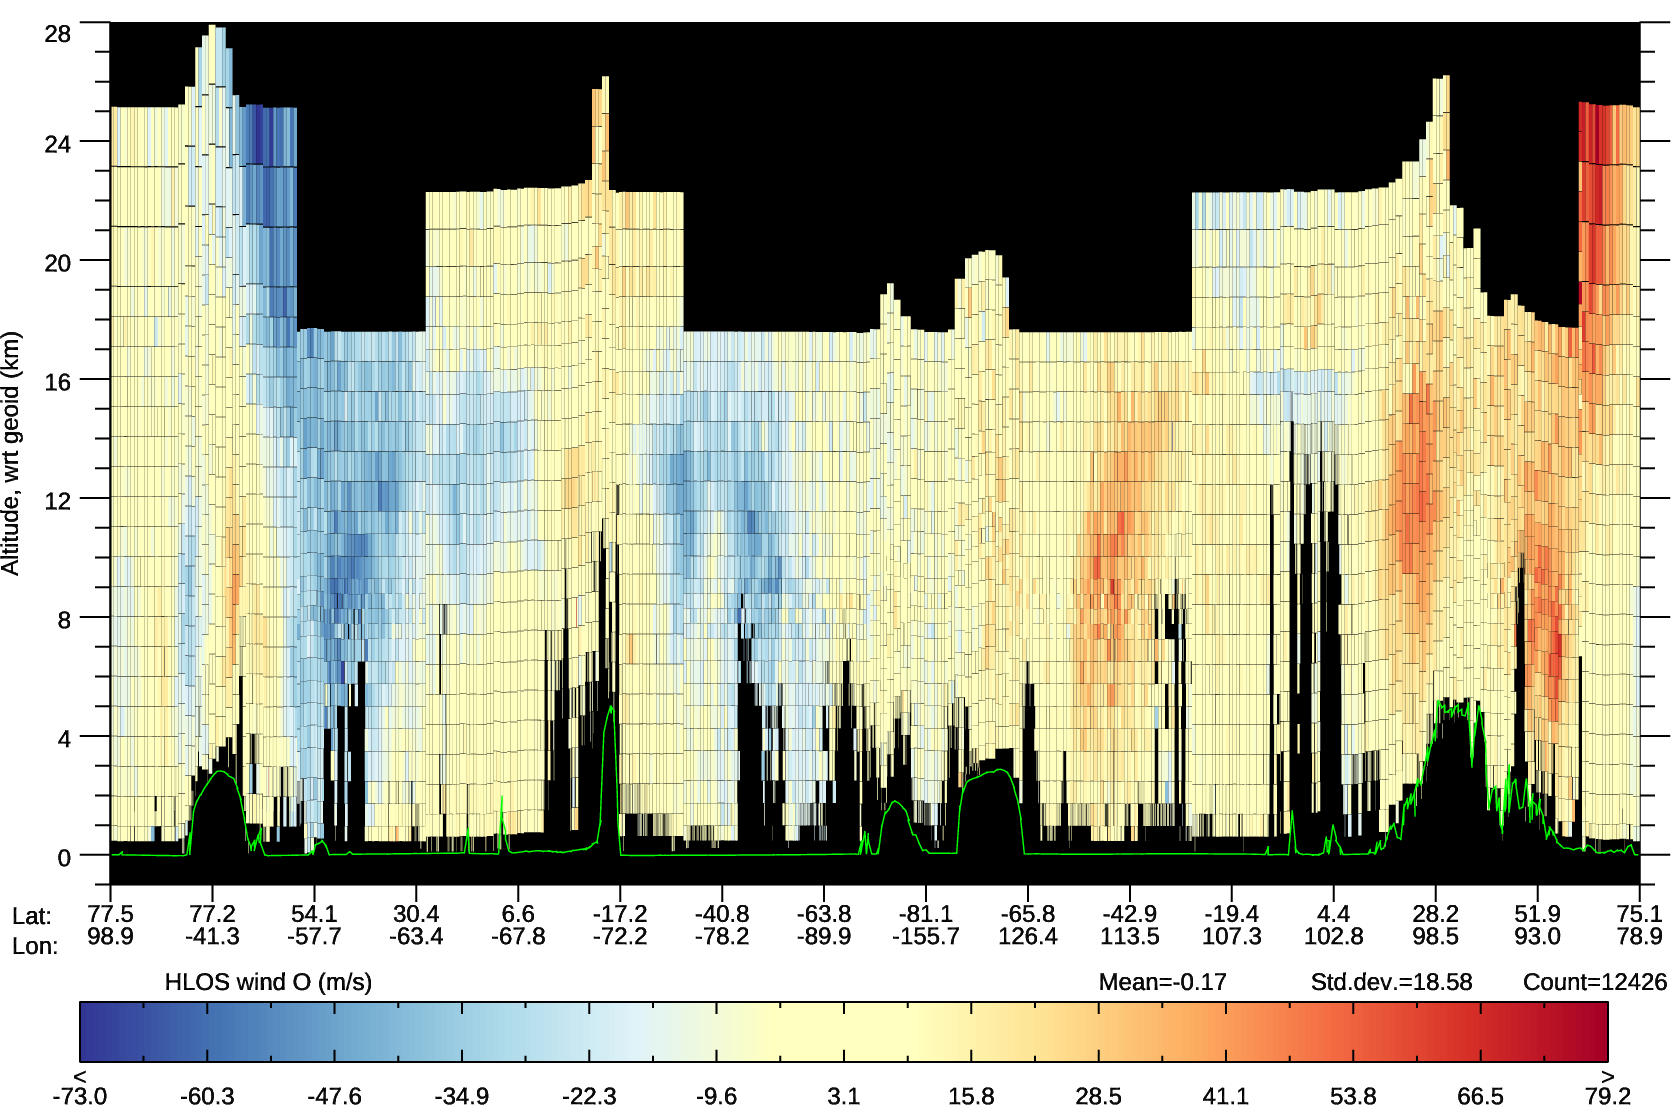 Altitude, wrt geoid (km)
28
24
20
16
12
8
4
0
Lat: 77.5 77.2 54.1 30.4 6.6 -17.2 -40.8 -63.8 -81.1 -65.8 -42.9 -19.4 4.4 28.2 51.9 75.1
Lon: 98.9 -41.3 -57.7 -63.4 -67.8 -72.2 -78.2 -89.9 -155.7 126.4 113.5 107.3 102.8 98.5 93.0 78.9
HLOS wind O (m/s) Mean=-0.17 Std.dev.=18.58 Count=12426
< >
-73.0 -60.3 -47.6 -34.9 -22.3 -9.6 3.1 15.8 28.5 41.1 53.8 66.5 79.2